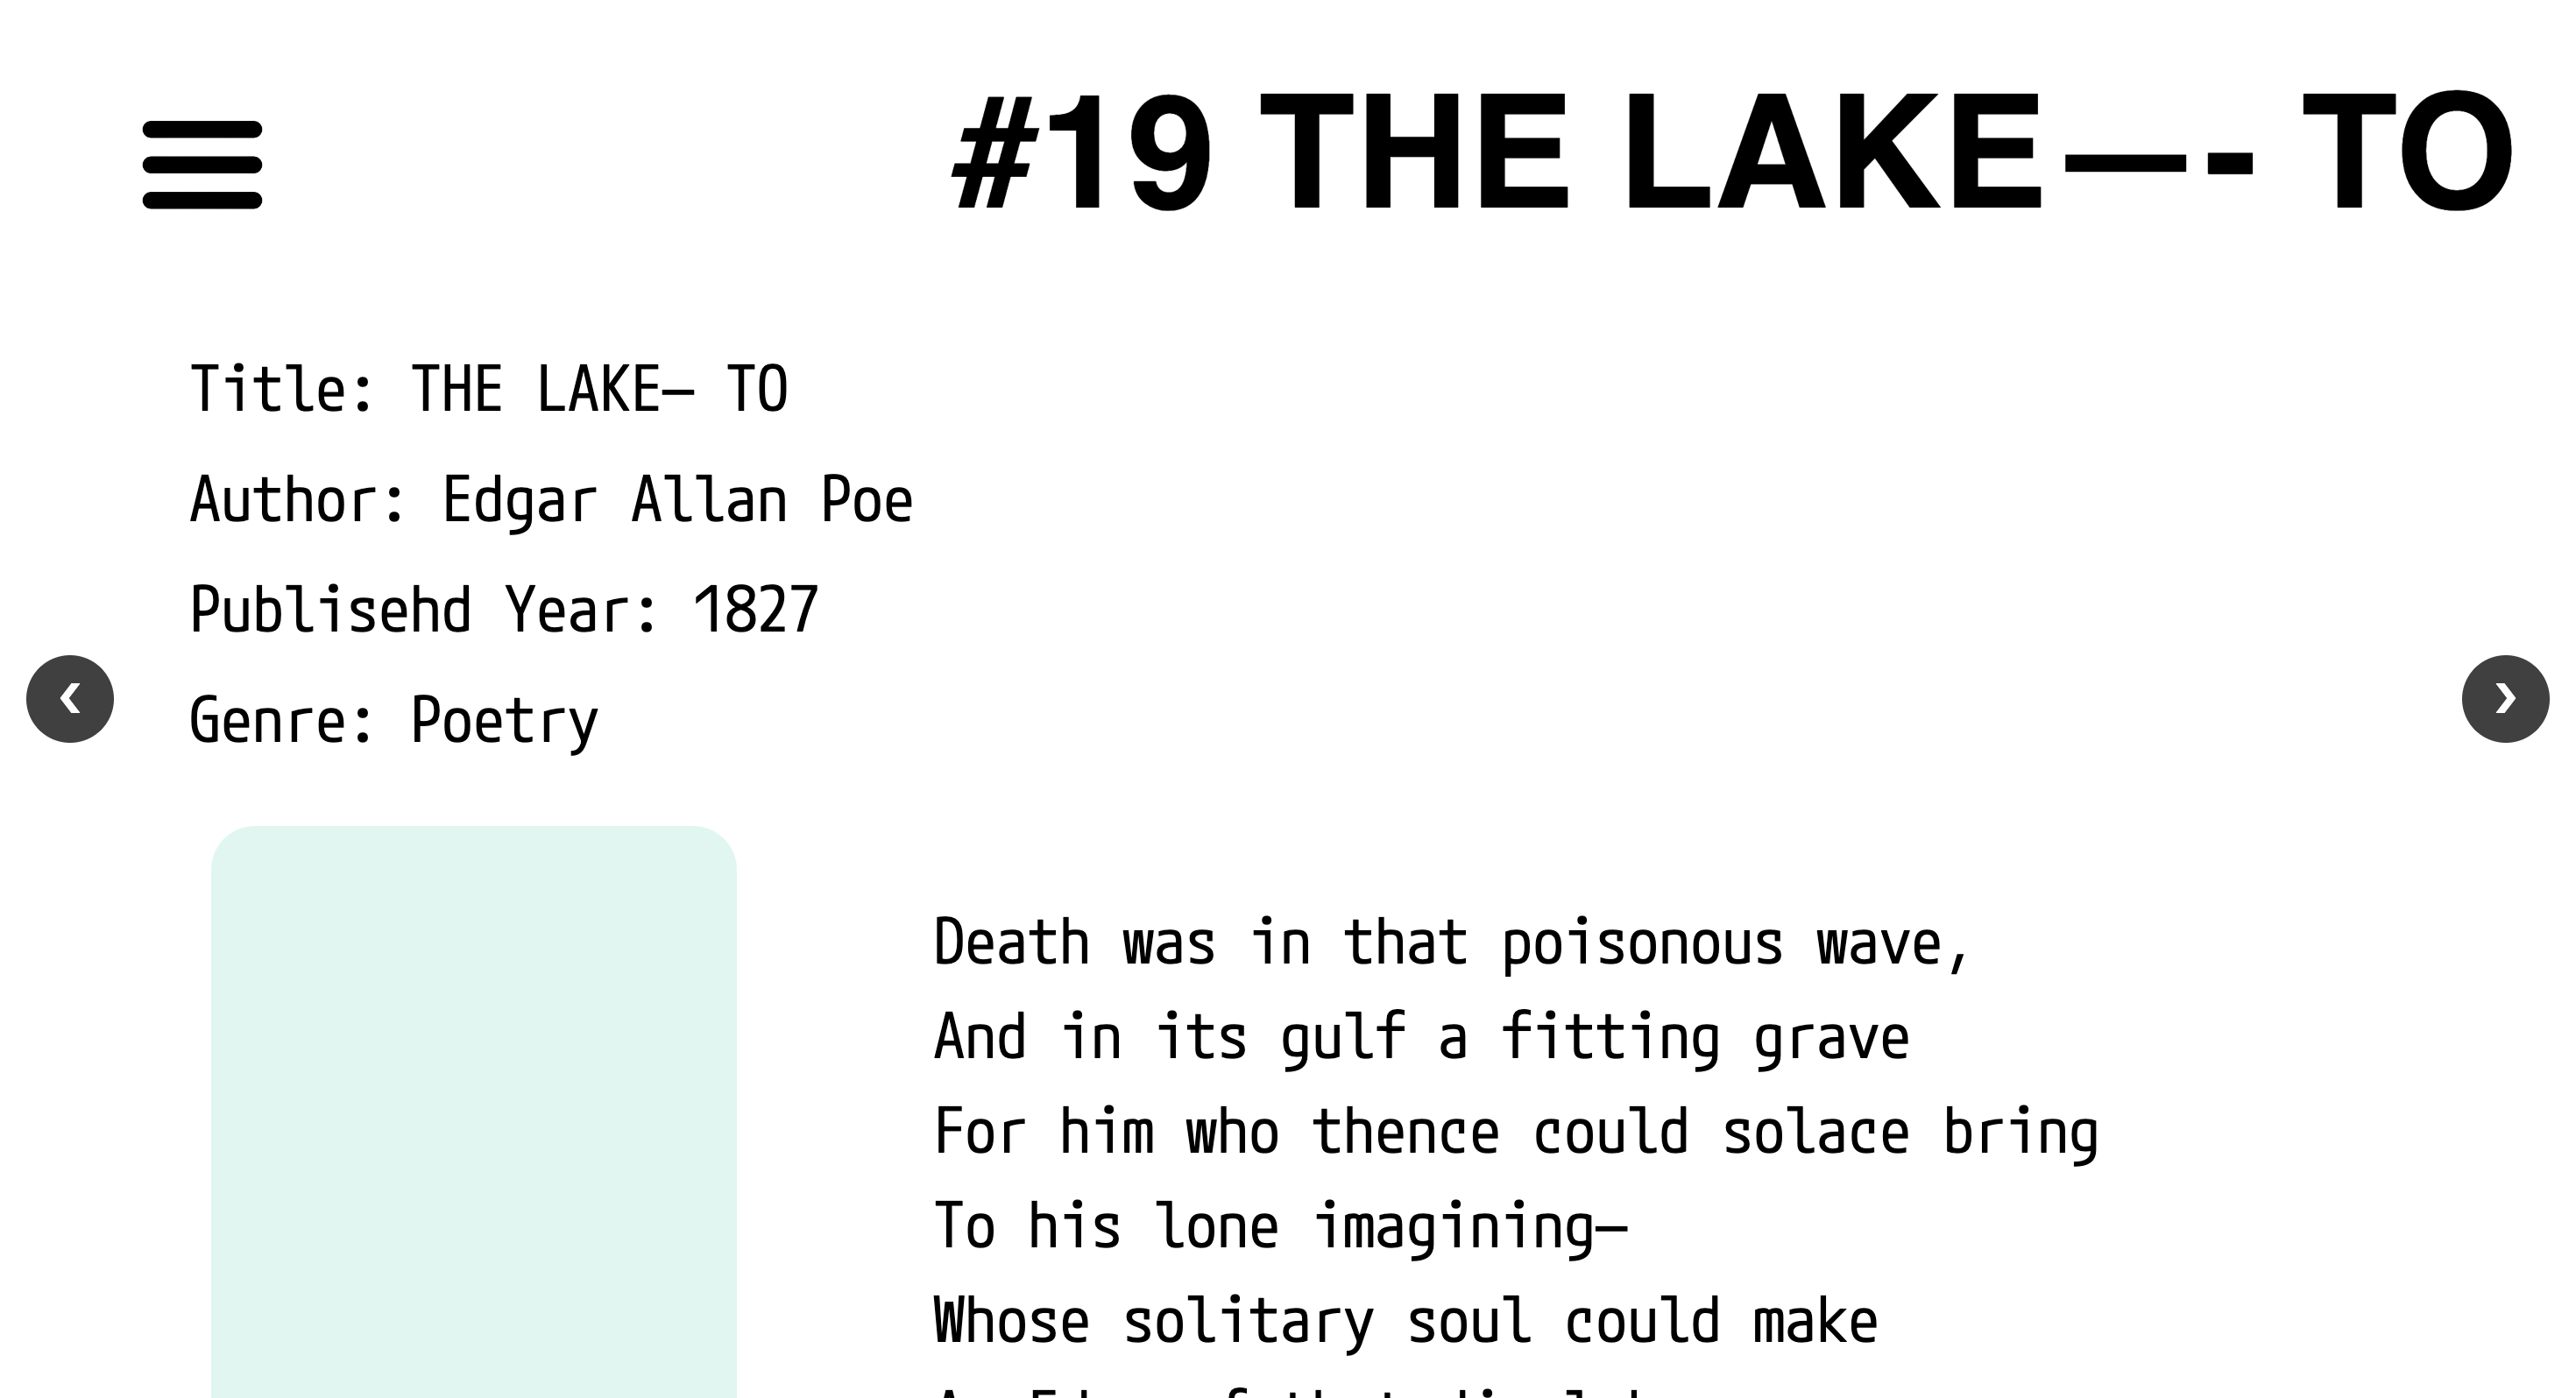 #19 THE LAKE—- TO
Title: THE LAKE— TO
Author: Edgar Allan Poe
Publisehd Year: 1827
Genre: Poetry
Death was in that poisonous wave,
And in its gulf a fitting grave
For him who thence could solace bring
To his lone imagining—
Whose solitary soul could make